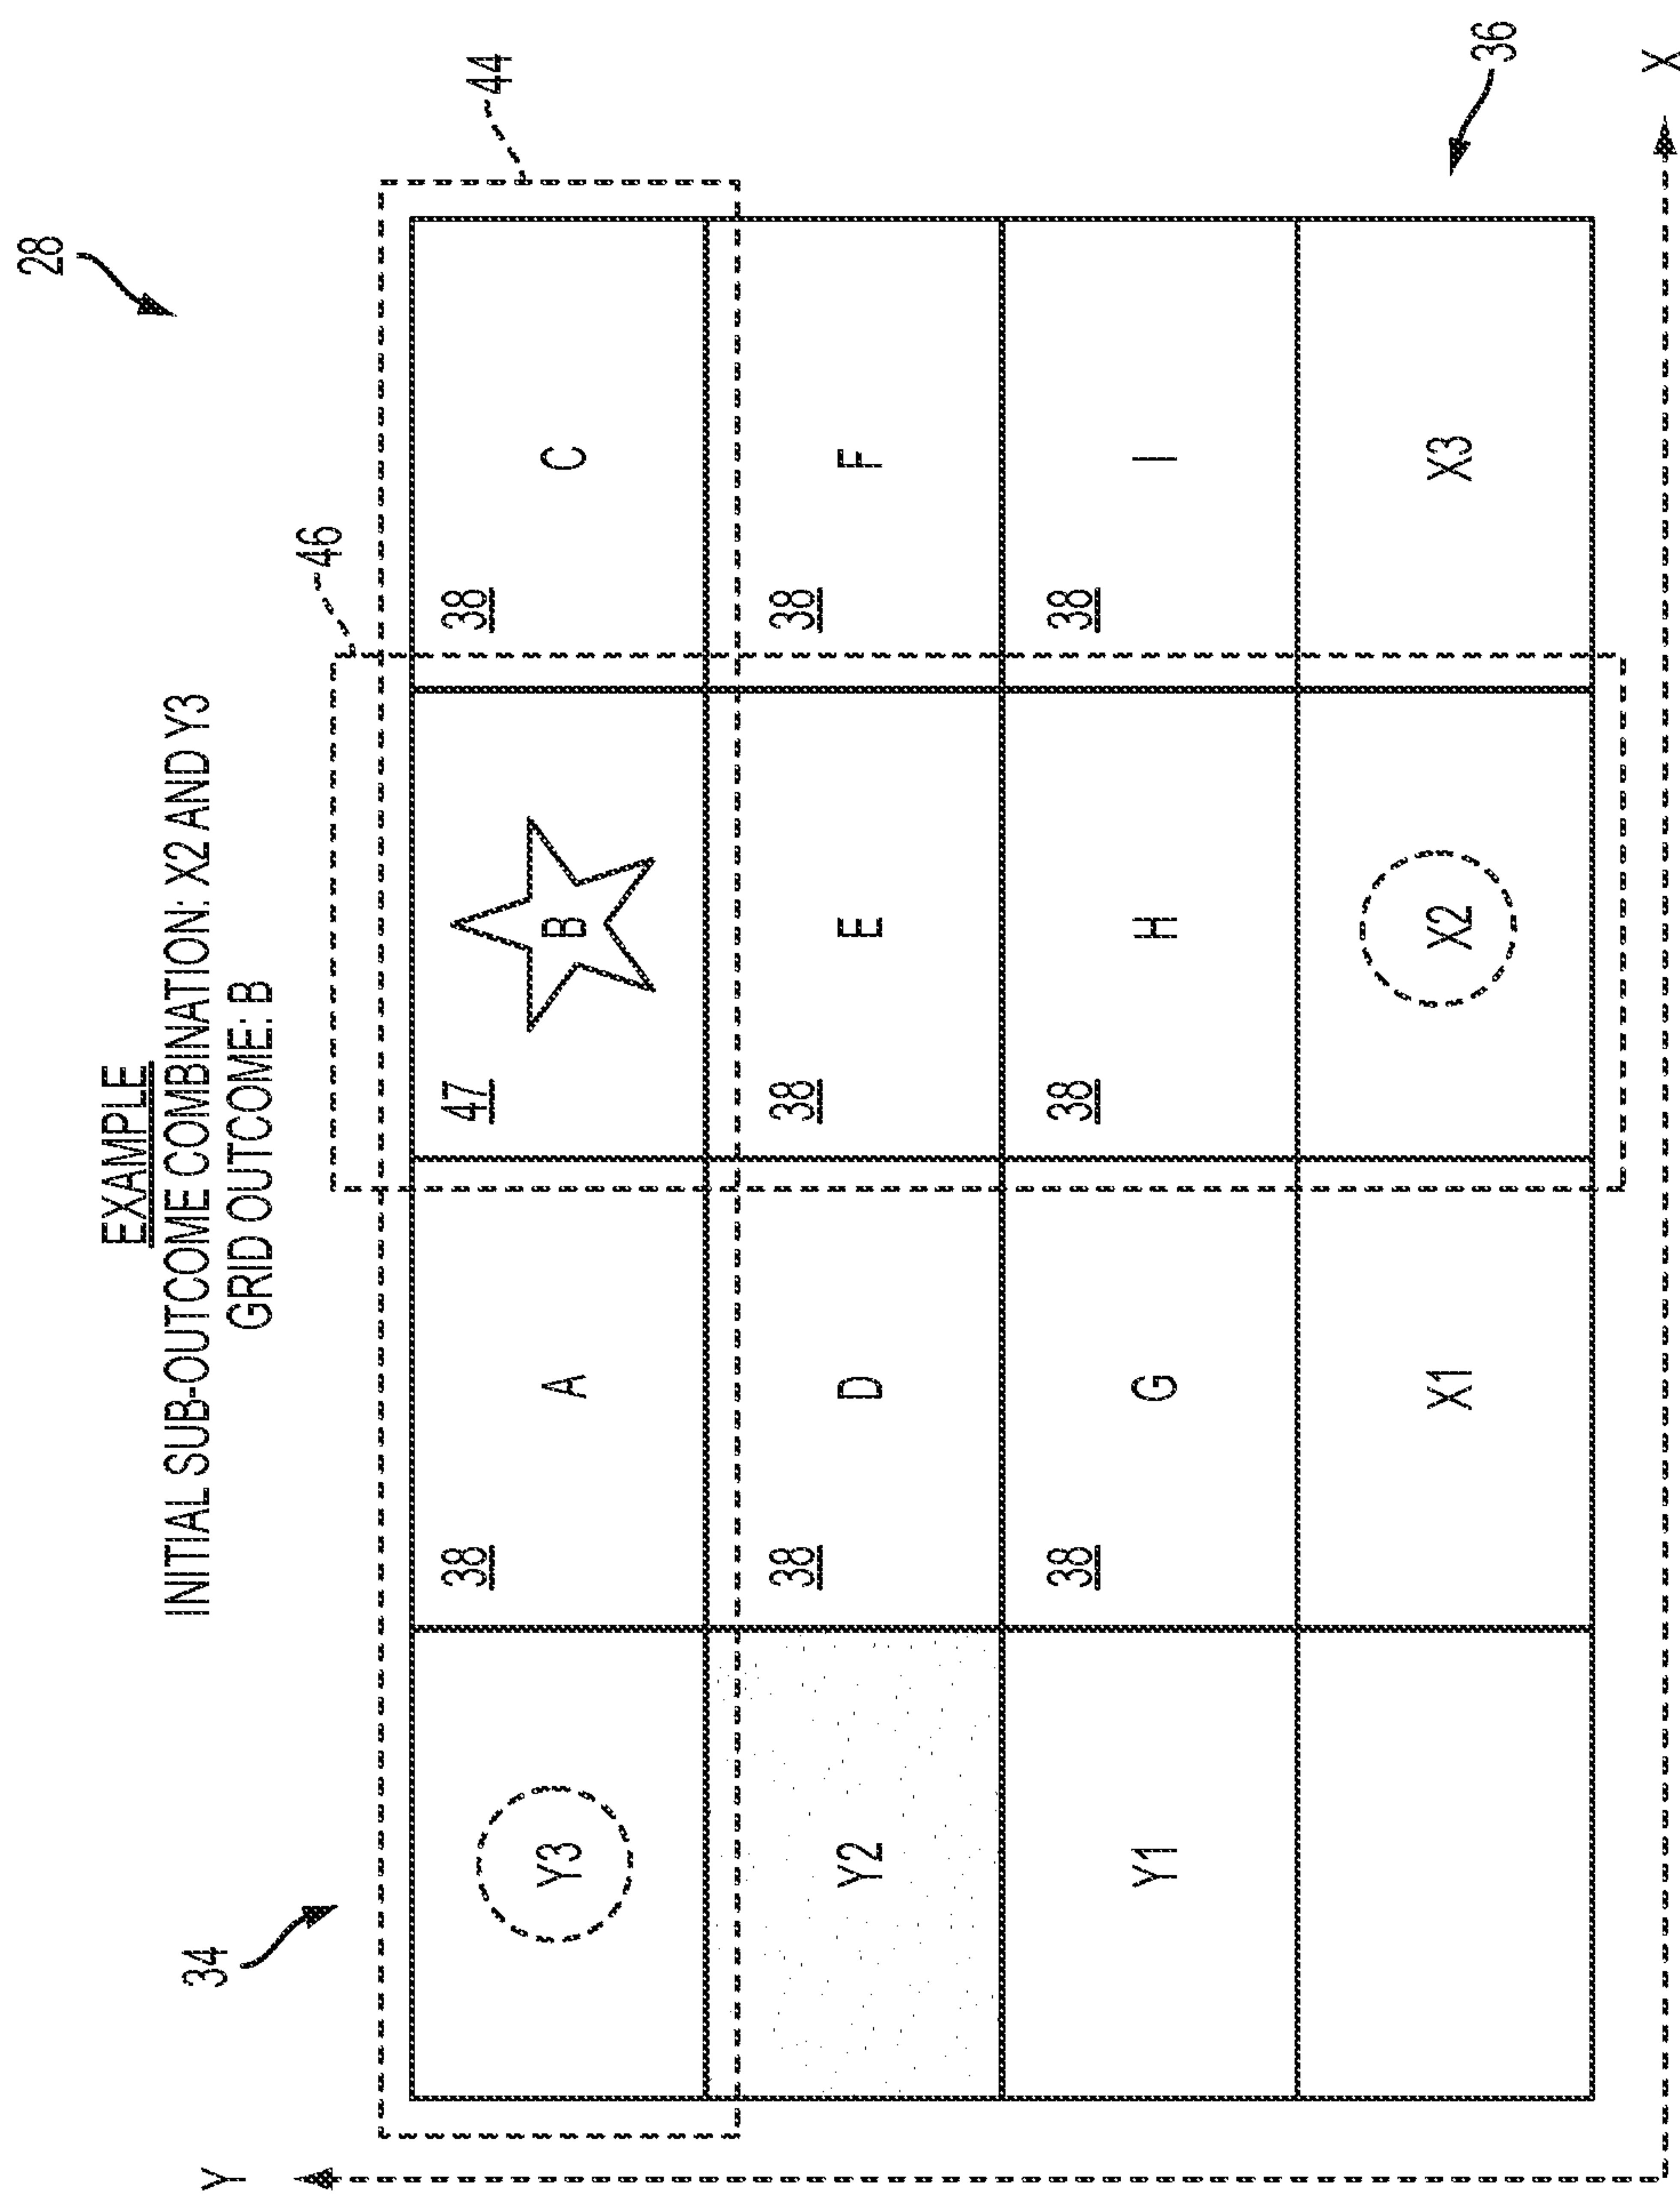 28
EXAMPLE
INITIAL SUB-OUTCOME COMBINATION: X2 AND Y3
GRID OUTCOME: B
34
46
44
Y
Y3
38
A
47
B
38
C
Y2
38
D
38
E
38
F
Y1
38
G
38
H
38
I
X1
X2
X3
36
X